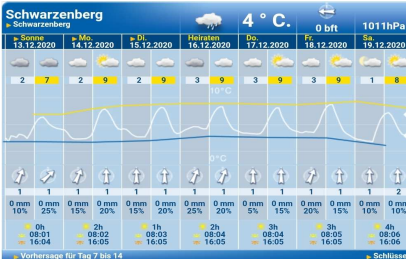 Schwarzenberg
► Schwarzenberg
4 ° C.
0 bft
1011hPa
► Sonne ► Mo. ► Di. Heiraten Do. Fr. Sa.
13.12.2020 14.12.2020 15.12.2020 16.12.2020 17.12.2020 18.12.2020 19.12.2020
2 7 2 9 2 9 3 9 3 9 3 9 1 8
10°C
0°C
1 1 1 1 1 1 1 1 1 1 1 1 1 2
0 mm 0 mm 0 mm 0 mm 0 mm 0 mm 0 mm 0 mm 0 mm 0 mm 0 mm 0 mm 0 mm 0 mm
10% 25% 15% 20% 15% 20% 25% 20% 5% 15% 10% 20% 10% 20%
0h 2h 1h 2h 3h 3h 4h
08:01 08:02 08:03 08:04 08:04 08:05 08:06
16:04 16:05 16:05 16:04 16:05 16:05 16:06
► Vorhersage für Tag 7 bis 14
► Schlüsse